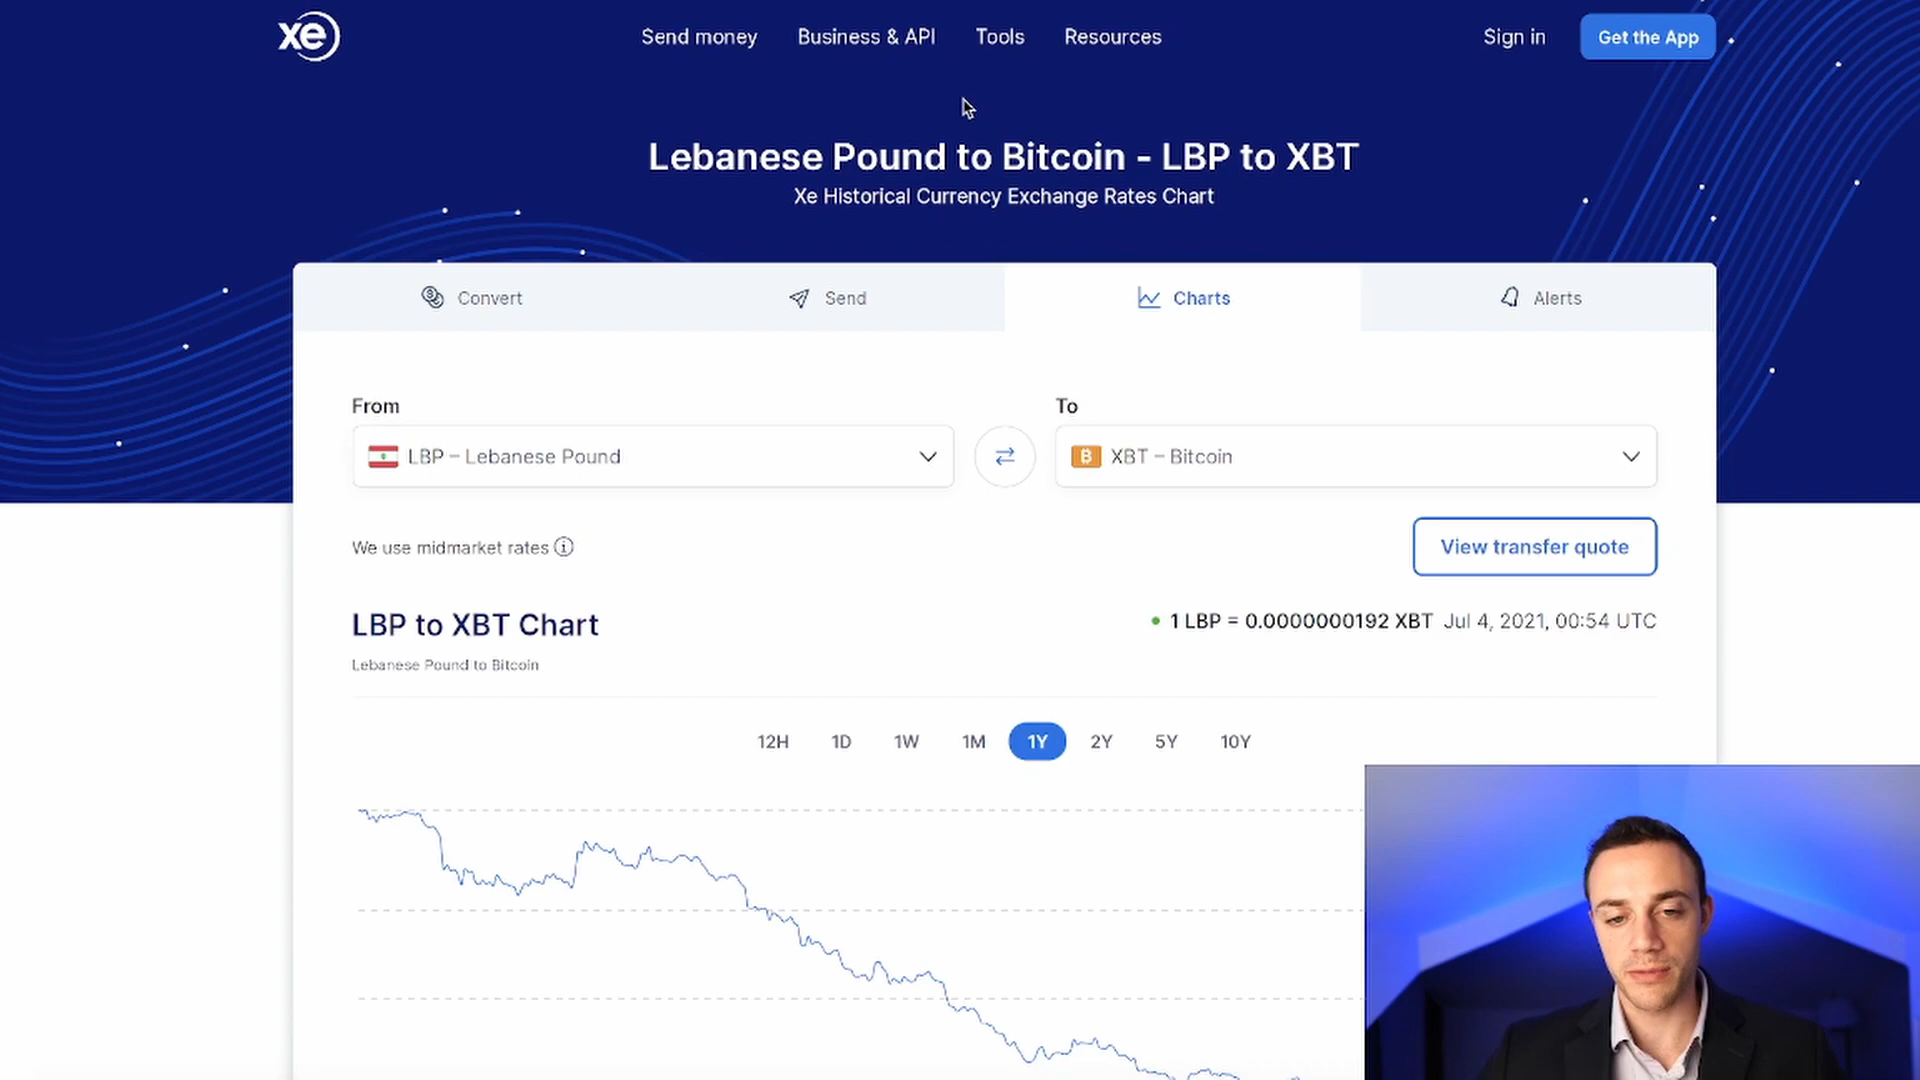 xe
Send money
Business & API
Tools
Resources
Sign in
Get the App
Lebanese Pound to Bitcoin - LBP to XBT
Xe Historical Currency Exchange Rates Chart
Convert
Send
Charts
Alerts
From
To
LBP – Lebanese Pound
XBT – Bitcoin
We use midmarket rates
View transfer quote
LBP to XBT Chart
1 LBP = 0.0000000192 XBT Jul 4, 2021, 00:54 UTC
Lebanese Pound to Bitcoin
12H 1D 1W 1M 1Y 2Y 5Y 10Y